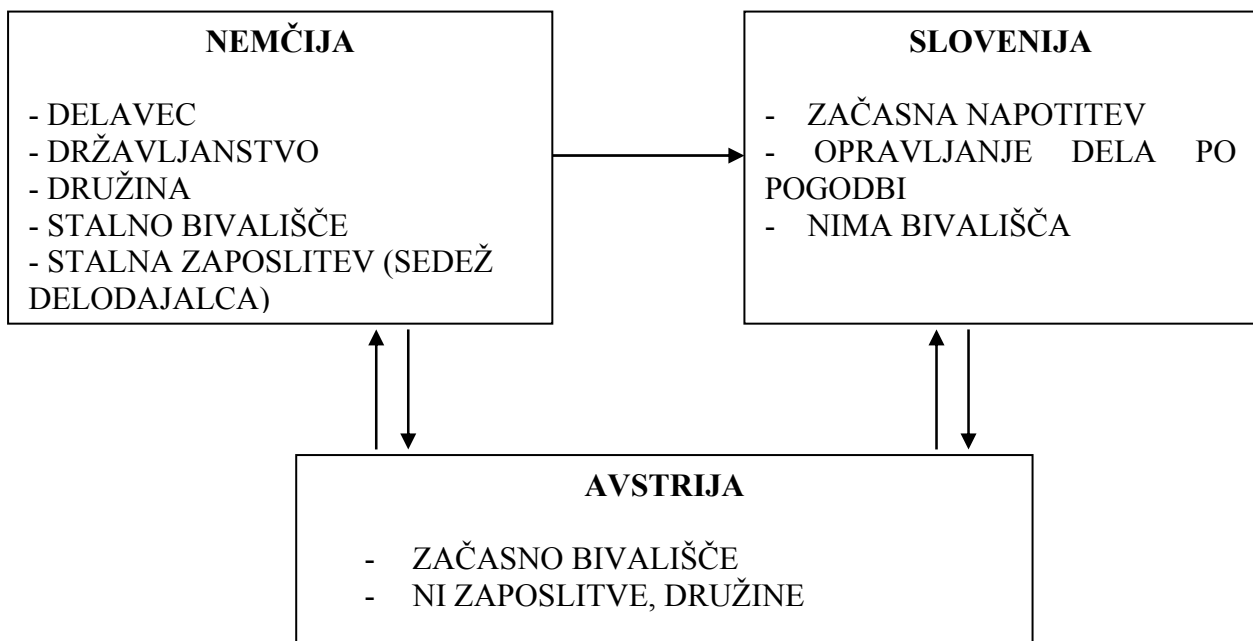 NEMČIJA
- DELAVEC
- DRŽAVLJANSTVO
- DRUŽINA
- STALNO BIVALIŠČE
- STALNA ZAPOSLITEV (SEDEŽ
DELODAJALCA)
SLOVENIJA
- ZAČASNA NAPOTITEV
- OPRAVLJANJE DELA PO
POGODBI
- NIMA BIVALIŠČA
AVSTRIJA
- ZAČASNO BIVALIŠČE
- NI ZAPOSLITVE, DRUŽINE